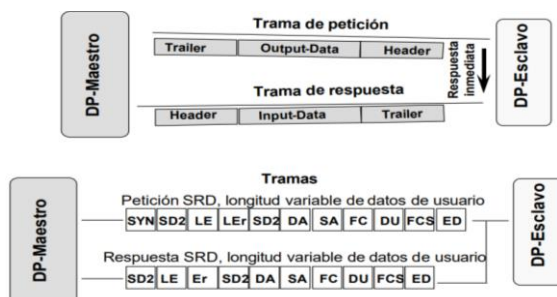 Trama de petición
DP-Maestro
Trailer Output-Data Header
Respuesta inmediata
DP-Esclavo
Trama de respuesta
Header Input-Data Trailer
Tramas
DP-Maestro
Petición SRD, longitud variable de datos de usuario
SYN SD2 LE LEr SD2 DA SA FC DU FCS ED
DP-Esclavo
Respuesta SRD, longitud variable de datos de usuario
SD2 LE Er SD2 DA SA FC DU FCS ED